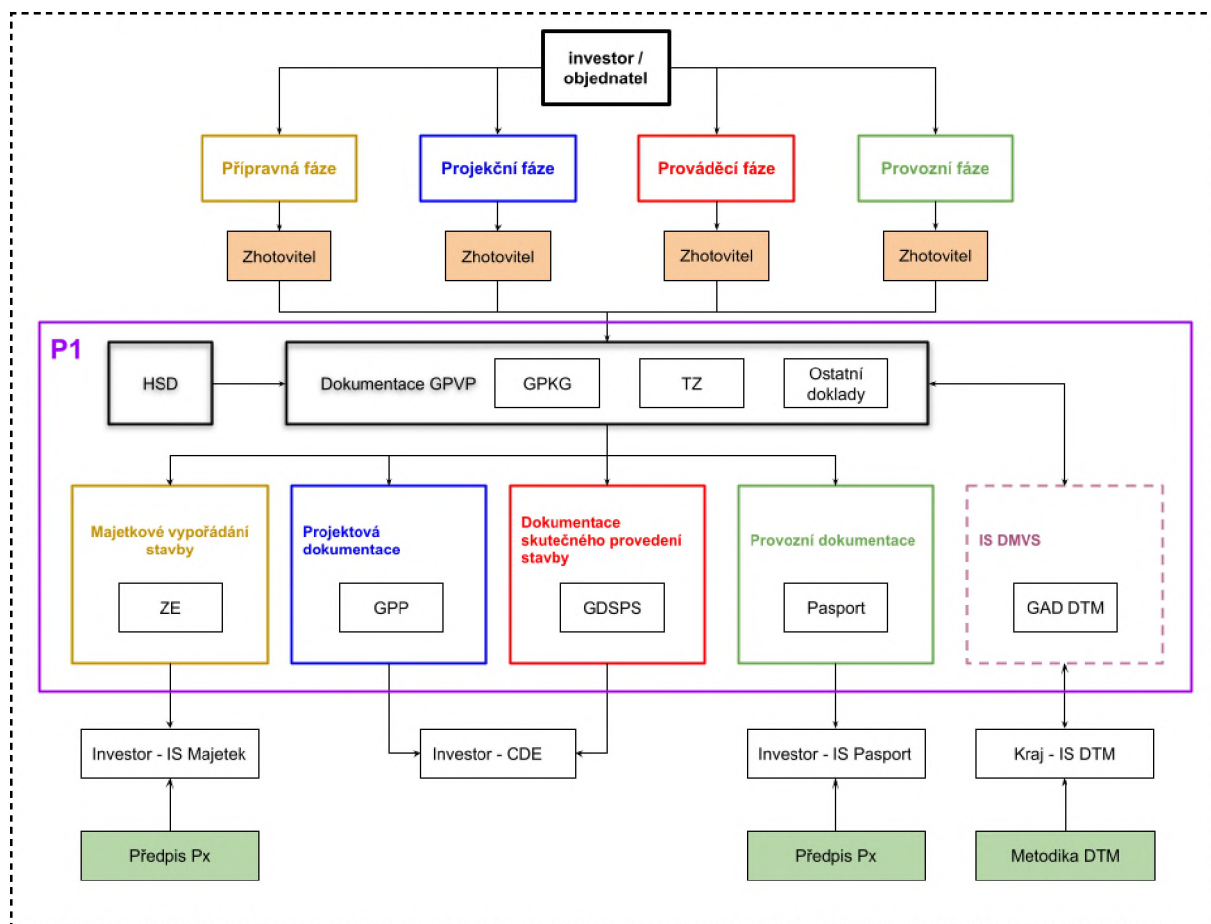 investor /
objednatel
Přípravná fáze
Projekční fáze
Prováděcí fáze
Provozní fáze
Zhotovitel
Zhotovitel
Zhotovitel
Zhotovitel
P1
HSD
Dokumentace GPVP
GPKG
TZ
Ostatní
doklady
Majetkové vypořádání
stavby
ZE
Projektová
dokumentace
GPP
Dokumentace
skutečného provedení
stavby
GDSPS
Provozní dokumentace
Pasport
IS DMVS
GAD DTM
Investor - IS Majetek
Investor - CDE
Investor - IS Pasport
Kraj - IS DTM
Předpis Px
Předpis Px
Metodika DTM